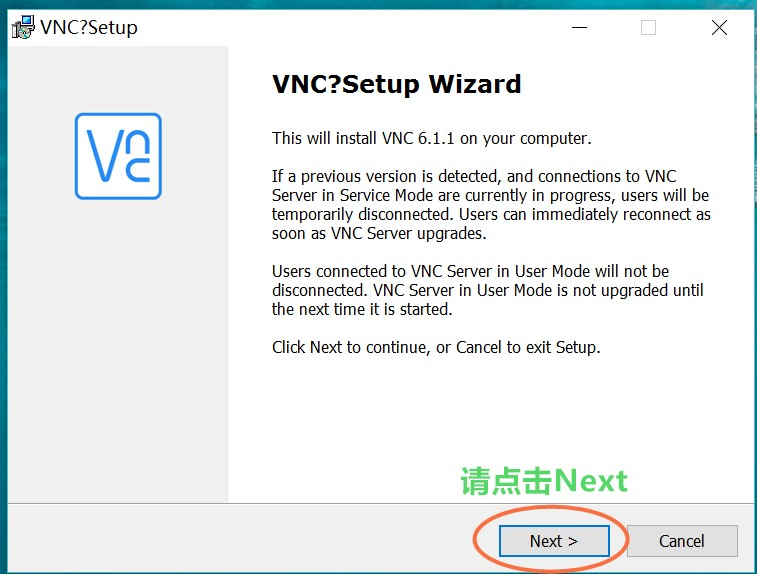 VNC?Setup
VNC?Setup Wizard
This will install VNC 6.1.1 on your computer.
If a previous version is detected, and connections to VNC
Server in Service Mode are currently in progress, users will be
temporarily disconnected. Users can immediately reconnect as
soon as VNC Server upgrades.
Users connected to VNC Server in User Mode will not be
disconnected. VNC Server in User Mode is not upgraded until
the next time it is started.
Click Next to continue, or Cancel to exit Setup.
请点击Next
Next >
Cancel